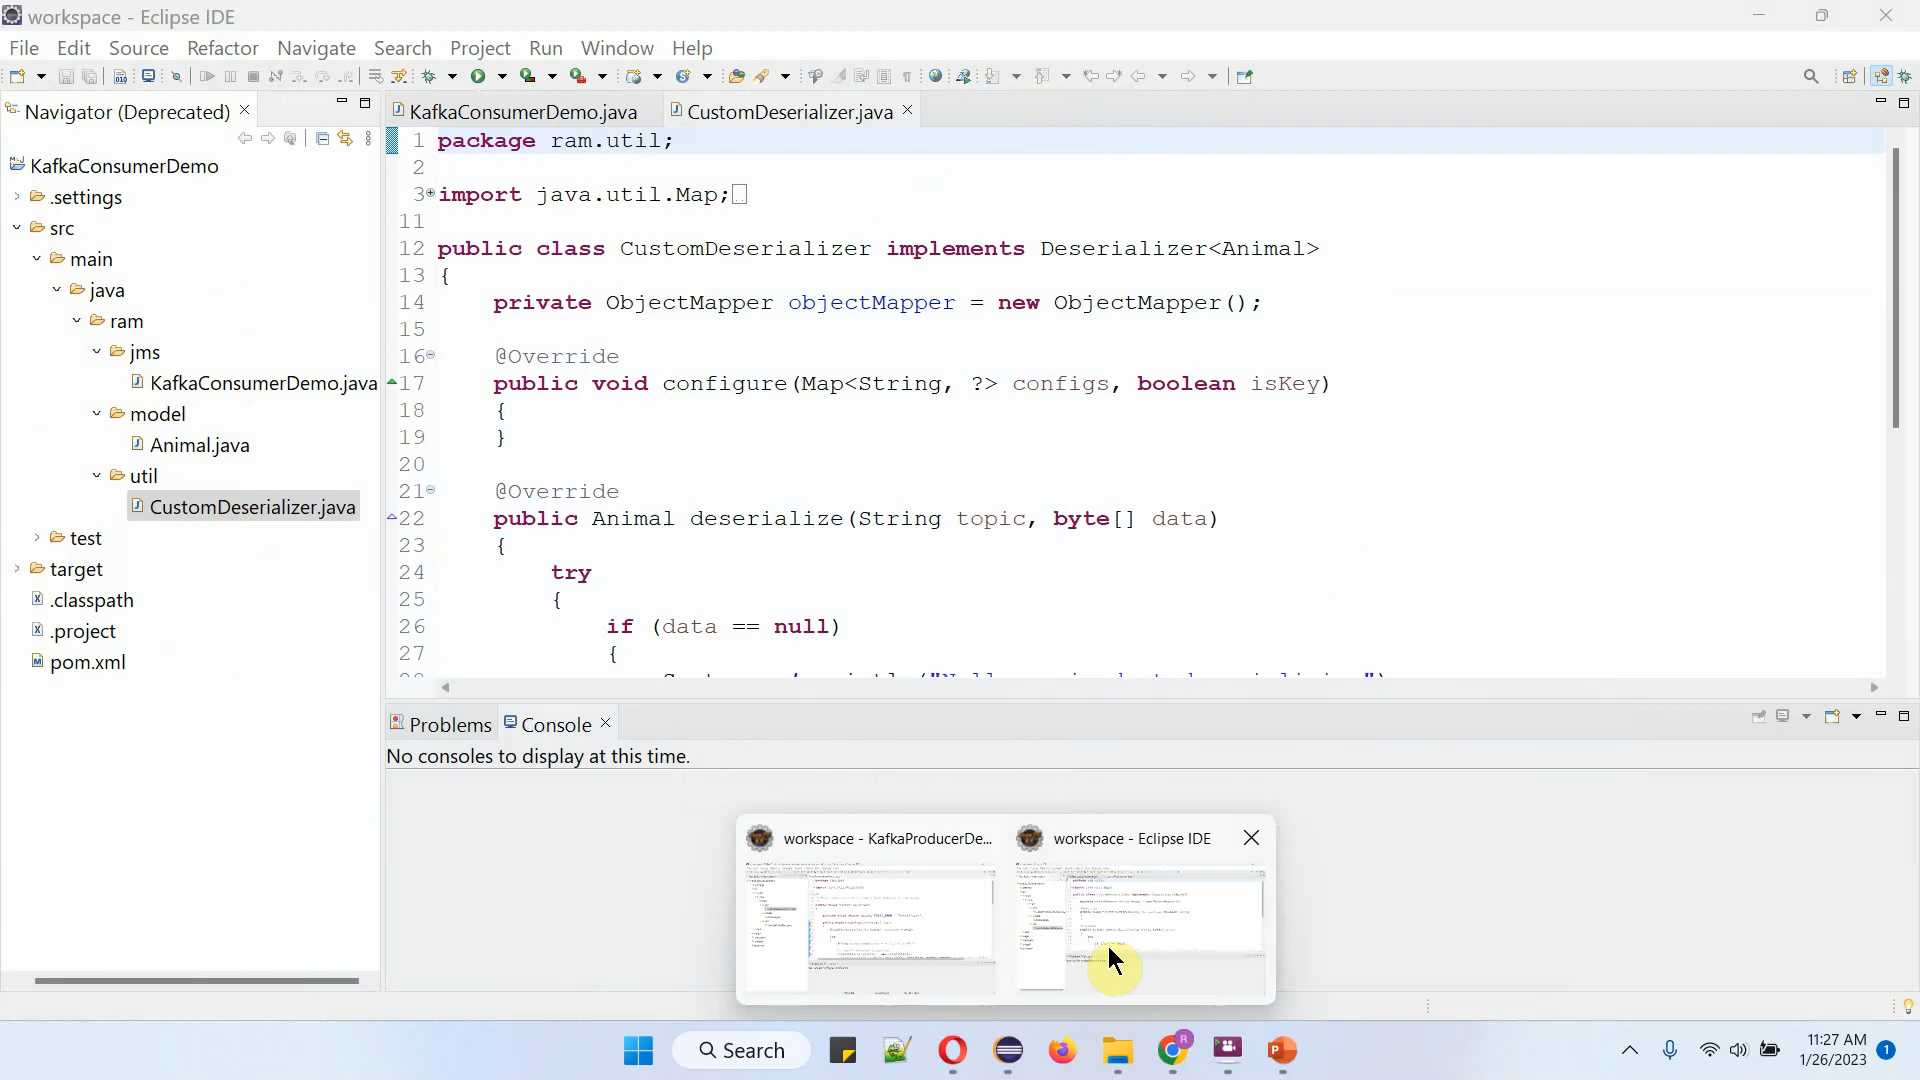 workspace - Eclipse IDE
File Edit Source Refactor Navigate Search Project Run Window Help
Navigator (Deprecated)
KafkaConsumerDemo
.settings
src
main
java
ram
jms
KafkaConsumerDemo.java
model
Animal.java
util
CustomDeserializer.java
test
target
.classpath
.project
pom.xml
KafkaConsumerDemo.java CustomDeserializer.java
1 package ram.util;
2
3 import java.util.Map;
11
12 public class CustomDeserializer implements Deserializer<Animal>
13 {
14 private ObjectMapper objectMapper = new ObjectMapper();
15
16 @Override
17 public void configure(Map<String, ?> configs, boolean isKey)
18 {
19 }
20
21 @Override
22 public Animal deserialize(String topic, byte[] data)
23 {
24 try
25 {
26 if (data == null)
27 {
Problems Console
No consoles to display at this time.
workspace - KafkaProducerDe... workspace - Eclipse IDE
Search
R
11:27 AM
1/26/2023
1